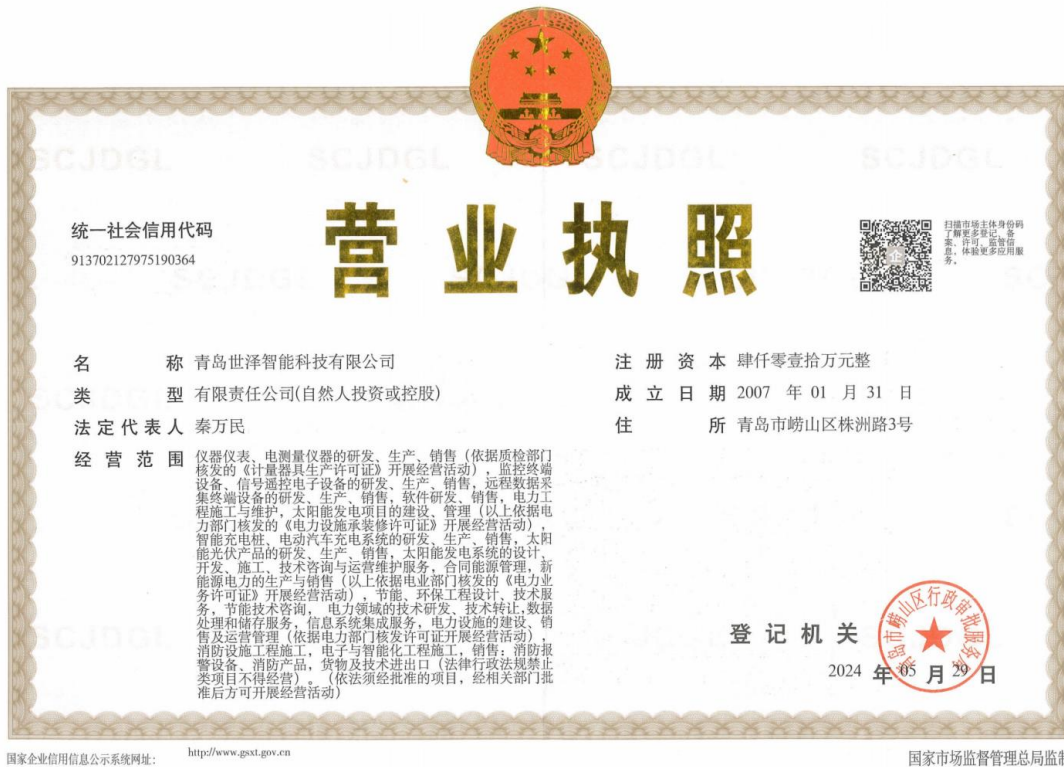 营业执照
统一社会信用代码
913702127975190364
扫描市场主体身份码
了解更多登记、备
案、许可、监管信
息，体验更多应用服
务。
名称 青岛世泽智能科技有限公司
类型 有限责任公司(自然人投资或控股)
法定代表人 秦万民
经营范围 仪器仪表、电测量仪器的研发、生产、销售（依据质检部门
核发的《计量器具生产许可证》开展经营活动），监控终端
设备、信号遥控电子设备的研发、生产、销售，远程数据采
集终端设备的研发、生产、销售，软件研发、销售，电力工
程施工与维护，太阳能发电项目的建设、管理（以上依据电
力部门核发的《电力设施承装修许可证》开展经营活动），
智能充电桩、电动汽车充电系统的研发、生产、销售，太阳
能光伏产品的研发、生产、销售，太阳能发电系统的设计、
开发、施工、技术咨询与运营维护服务，合同能源管理，新
能源电力的生产与销售（以上依据电业部门核发的《电力业
务许可证》开展经营活动），节能、环保工程设计、技术服
务，节能技术咨询， 电力领域的技术研发、技术转让,数据
处理和储存服务，信息系统集成服务，电力设施的建设、销
售及运营管理（依据电力部门核发许可证开展经营活动），
消防设施工程施工，电子与智能化工程施工，销售：消防报
警设备、消防产品，货物及技术进出口（法律行政法规禁止
类项目不得经营）。（依法须经批准的项目，经相关部门批
准后方可开展经营活动）
注册资本 肆仟零壹拾万元整
成立日期 2007 年 01 月 31 日
住所 青岛市崂山区株洲路3号
登记机关
青岛市崂山区行政审批服务局
2024 年 05 月 29 日
国家企业信用信息公示系统网址： http://www.gsxt.gov.cn
国家市场监督管理总局监制
SCJDGL